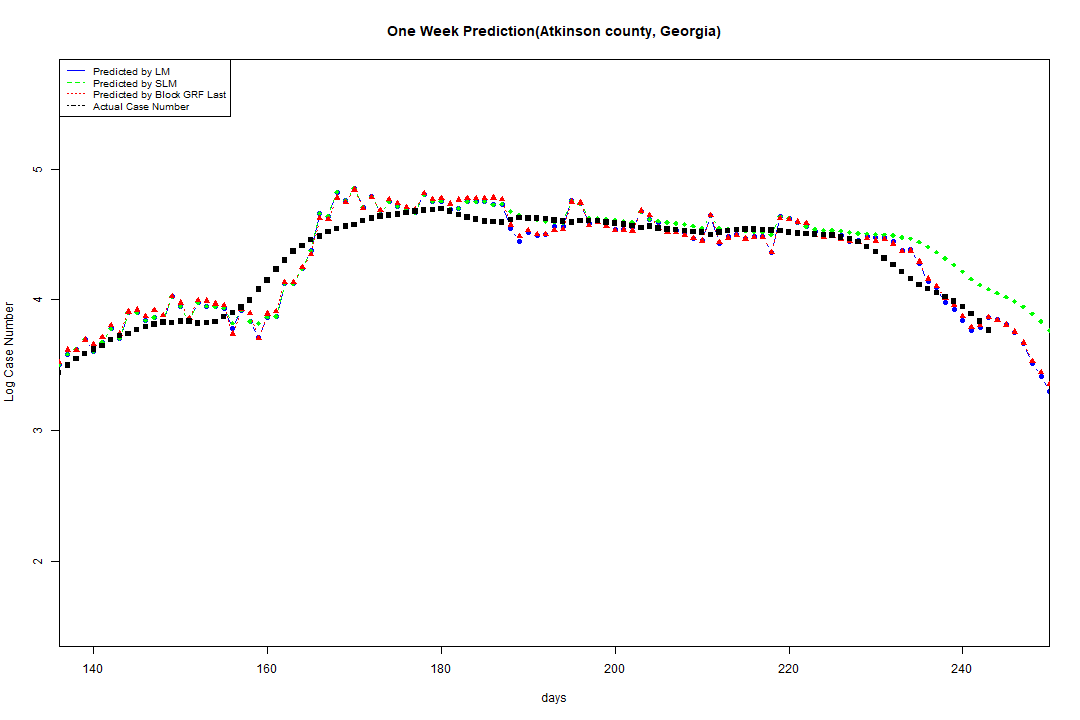 One Week Prediction(Atkinson county, Georgia)
Predicted by LM
Predicted by SLM
Predicted by Block GRF Last
Actual Case Number
5
4
3
2
Log Case Number
140 160 180 200 220 240
days